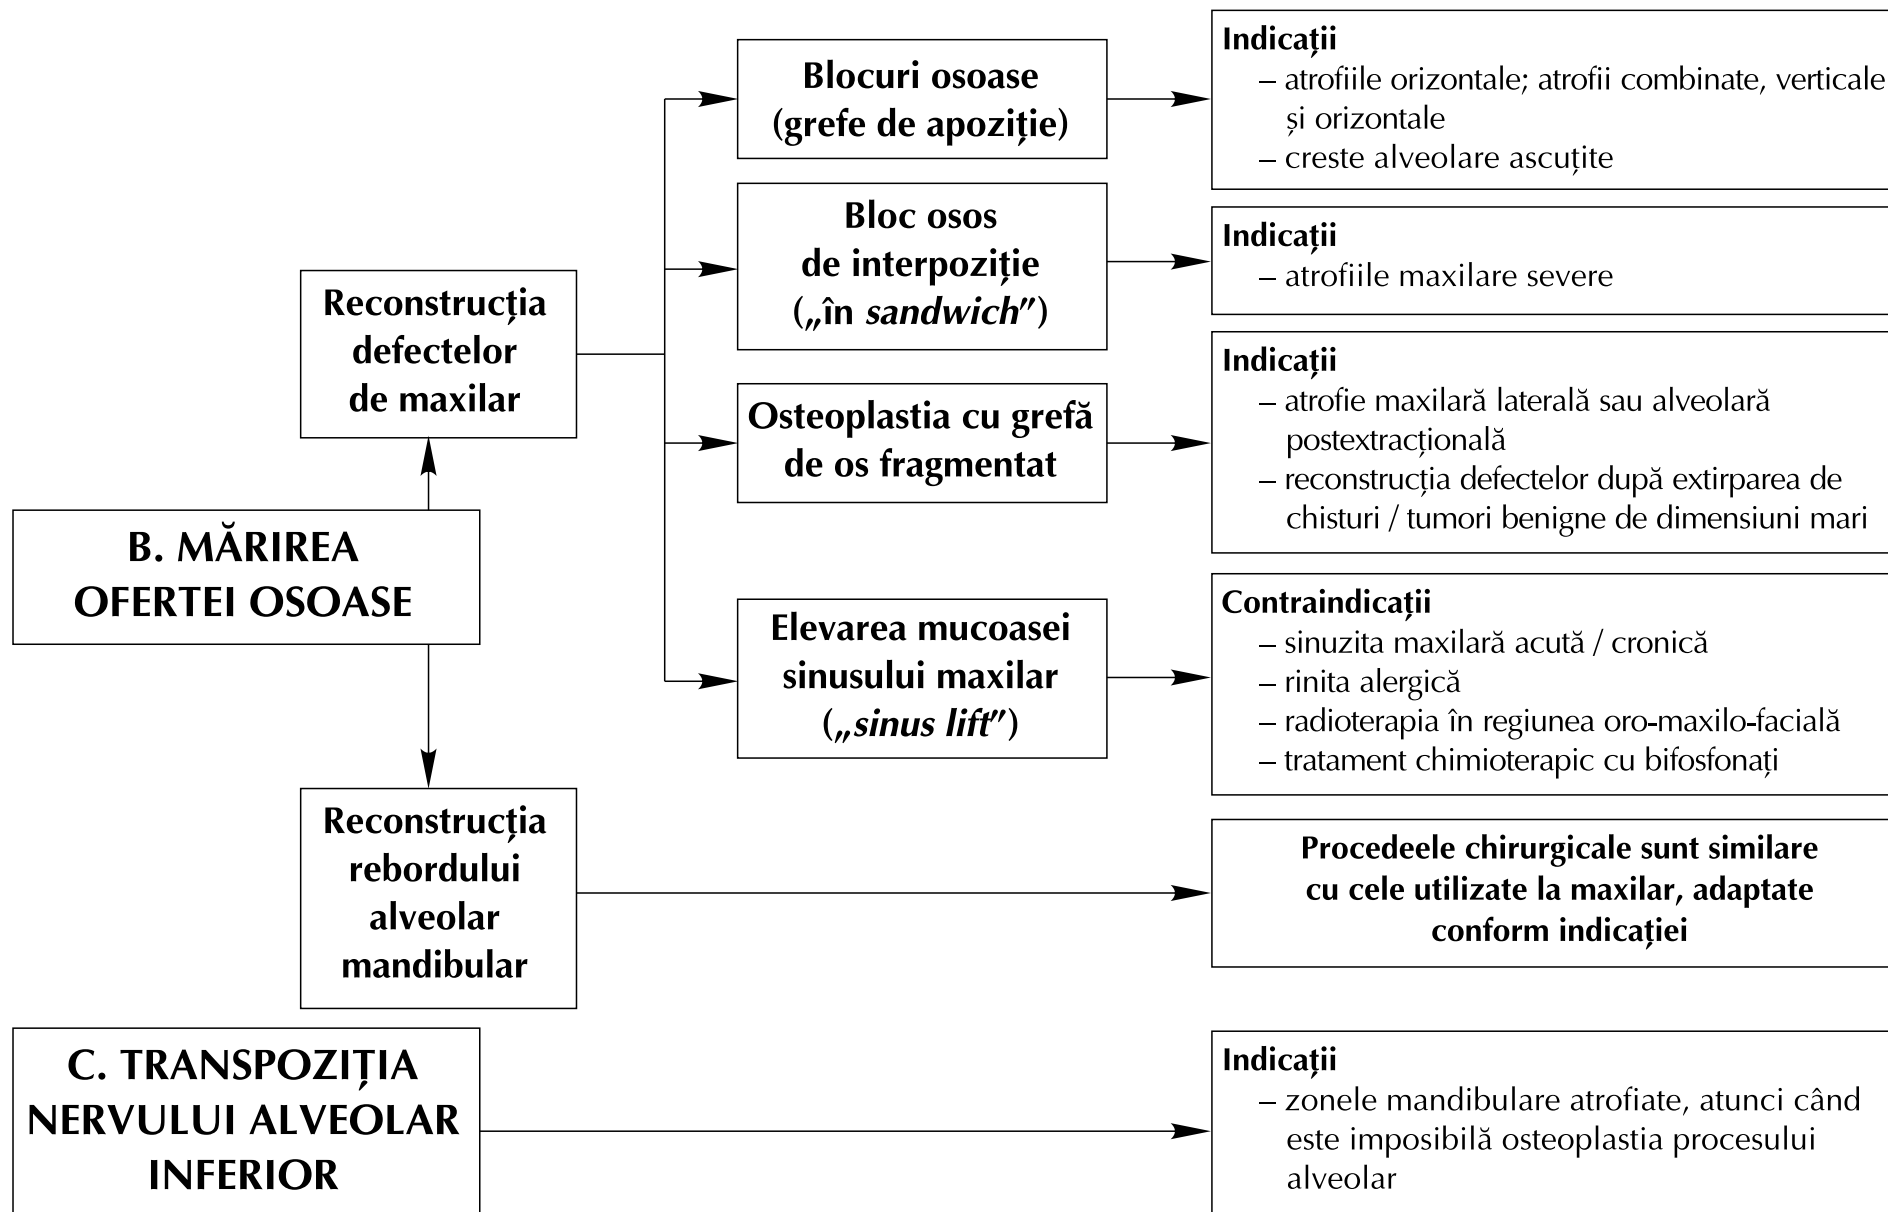 Blocuri osoase
(grefe de apoziție)
Indicații
– atrofiile orizontale; atrofii combinate, verticale
și orizontale
– creste alveolare ascuțite
Bloc osos
de interpoziție
(„în sandwich”)
Indicații
– atrofiile maxilare severe
Reconstrucția
defectelor
de maxilar
Osteoplastia cu grefă
de os fragmentat
Indicații
– atrofie maxilară laterală sau alveolară
postextracțională
– reconstrucția defectelor după extirparea de
chisturi / tumori benigne de dimensiuni mari
B. MĂRIREA
OFERTEI OSOASE
Elevarea mucoasei
sinusului maxilar
(„sinus lift”)
Contraindicații
– sinuzita maxilară acută / cronică
– rinita alergică
– radioterapia în regiunea oro-maxilo-facială
– tratament chimioterapic cu bifosfonați
Reconstrucția
rebordului
alveolar
mandibular
Procedeele chirurgicale sunt similare
cu cele utilizate la maxilar, adaptate
conform indicației
C. TRANSPOZIȚIA
NERVULUI ALVEOLAR
INFERIOR
Indicații
– zonele mandibulare atrofiate, atunci când
este imposibilă osteoplastia procesului
alveolar